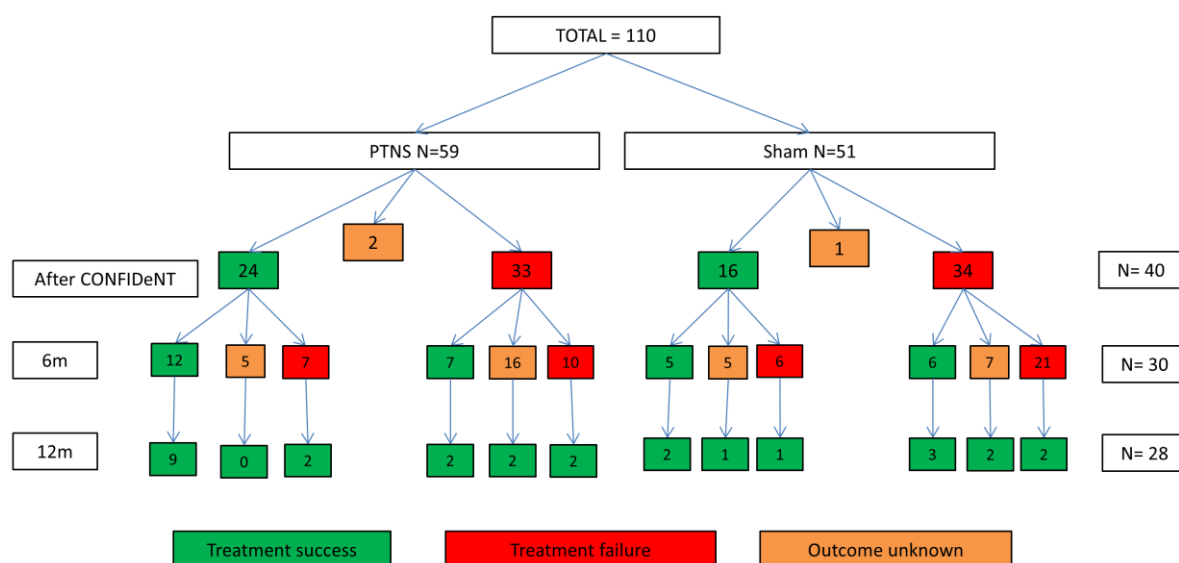 TOTAL = 110
PTNS N=59
Sham N=51
2
1
After CONFIDeNT
24
33
16
34
N= 40
6m
12
5
7
7
16
10
5
5
6
6
7
21
N= 30
12m
9
0
2
2
2
2
2
1
1
3
2
2
N= 28
Treatment success
Treatment failure
Outcome unknown